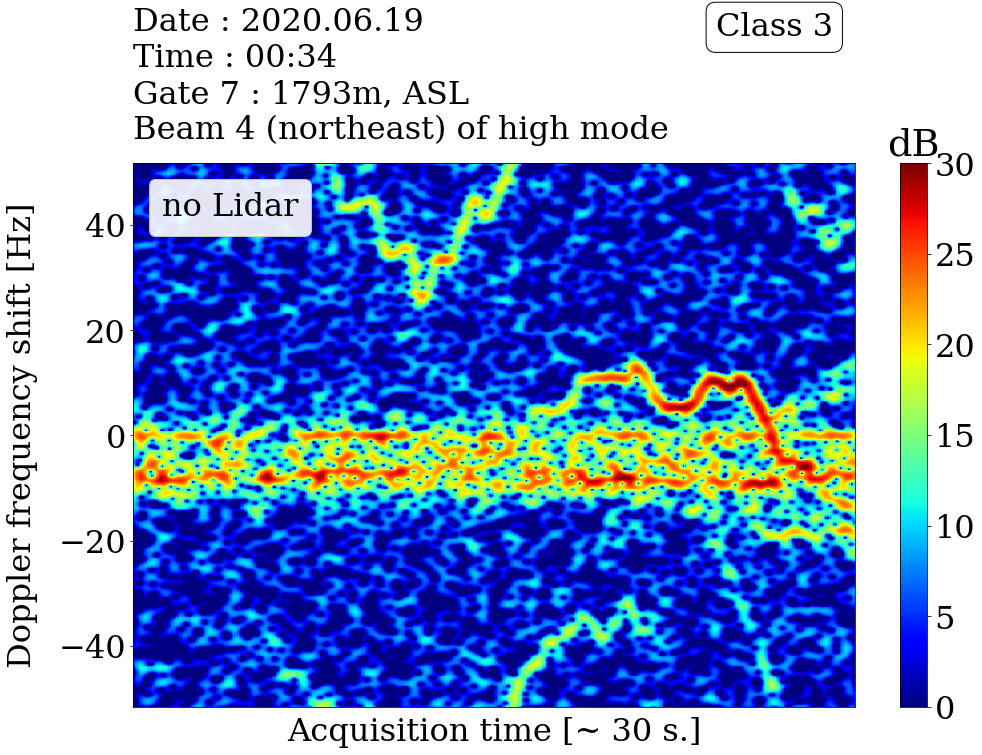 Date : 2020.06.19
Time : 00:34
Gate 7 : 1793m, ASL
Beam 4 (northeast) of high mode
Class 3
dB
no Lidar
Doppler frequency shift [Hz]
40
20
0
−20
−40
Acquisition time [~ 30 s.]
30
25
20
15
10
5
0